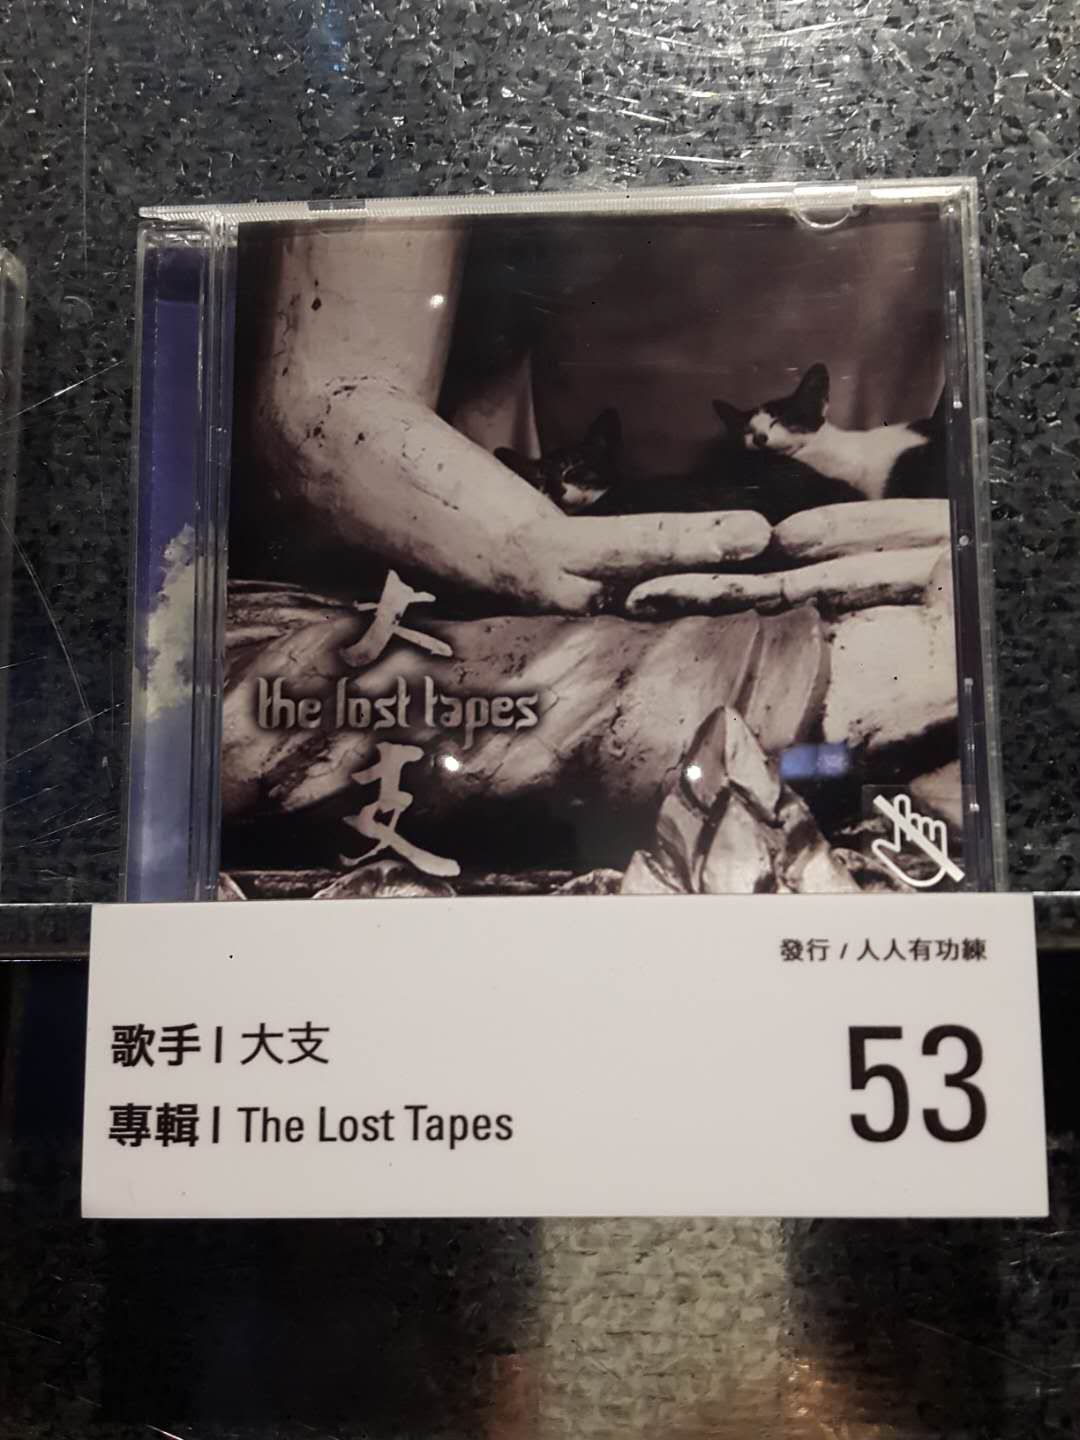 大
the lost tapes
支
發行 / 人人有功練
歌手 | 大支
53
專輯 | The Lost Tapes